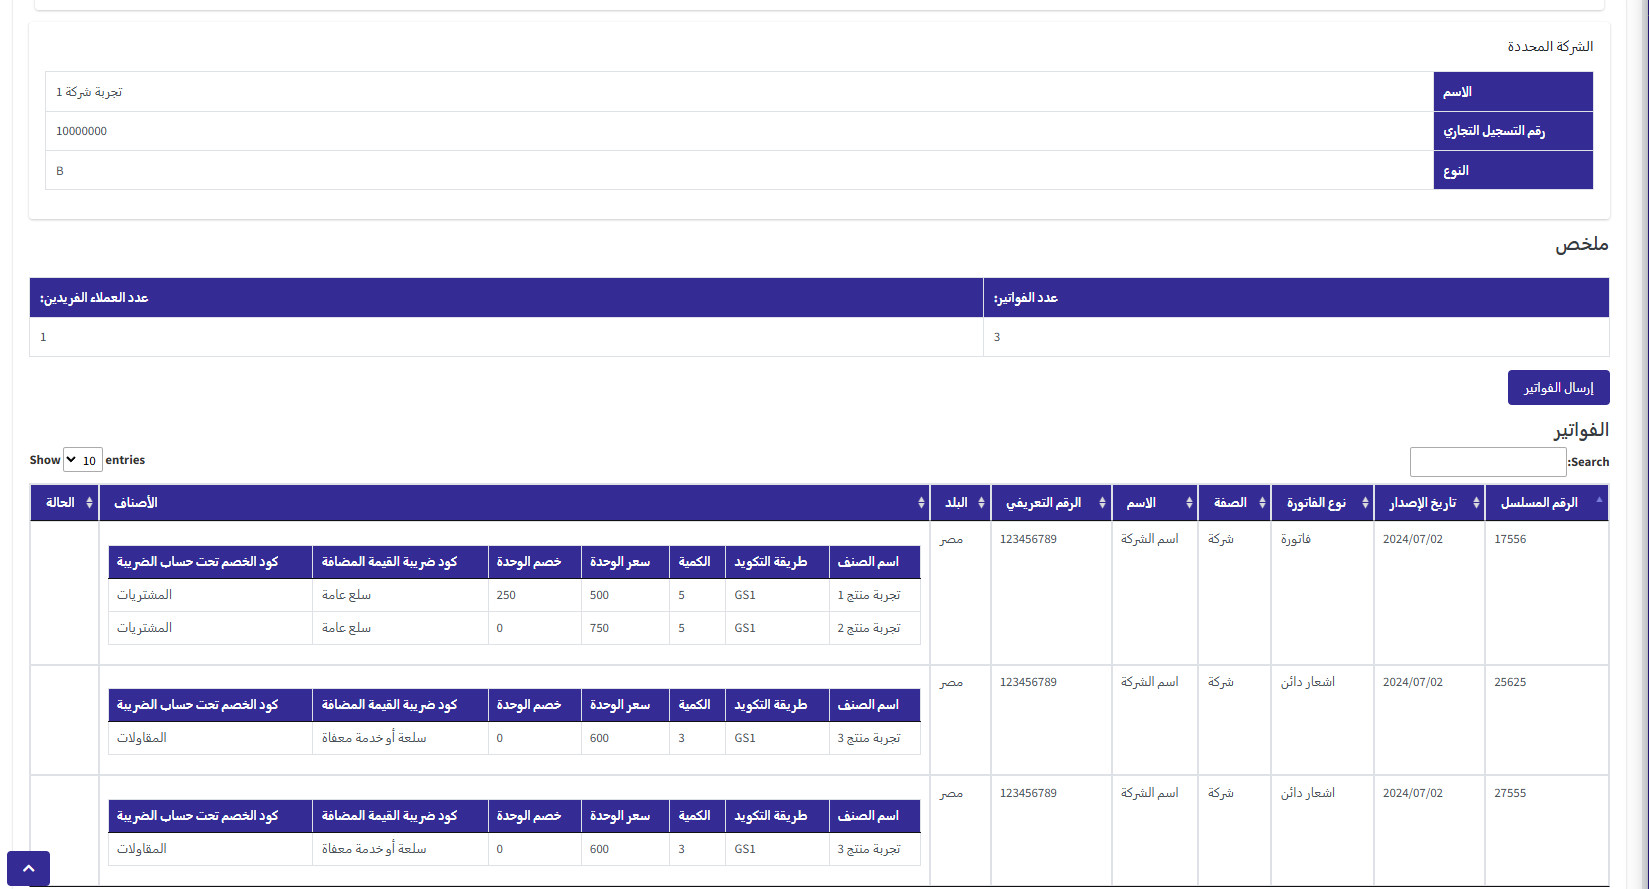 الشركة المحددة
الاسم تجربة شركة 1
رقم التسجيل التجاري 10000000
النوع B
ملخص
عدد الفواتير: عدد العملاء الفريدين:
3 1
إرسال الفواتير
الفواتير
Search:
Show 10 entries
الرقم المسلسل تاريخ الإصدار نوع الفاتورة الصفة الاسم الرقم التعريفي البلد الأصناف الحالة
17556 2024/07/02 فاتورة شركة اسم الشركة 123456789 مصر
اسم الصنف طريقة التكويد الكمية سعر الوحدة خصم الوحدة كود ضريبة القيمة المضافة كود الخصم تحت حساب الضريبة
تجربة منتج 1 GS1 5 500 250 سلع عامة المشتريات
تجربة منتج 2 GS1 5 750 0 سلع عامة المشتريات
25625 2024/07/02 اشعار دائن شركة اسم الشركة 123456789 مصر
اسم الصنف طريقة التكويد الكمية سعر الوحدة خصم الوحدة كود ضريبة القيمة المضافة كود الخصم تحت حساب الضريبة
تجربة منتج 3 GS1 3 600 0 سلعة أو خدمة معفاة المقاولات
27555 2024/07/02 اشعار دائن شركة اسم الشركة 123456789 مصر
اسم الصنف طريقة التكويد الكمية سعر الوحدة خصم الوحدة كود ضريبة القيمة المضافة كود الخصم تحت حساب الضريبة
تجربة منتج 3 GS1 3 600 0 سلعة أو خدمة معفاة المقاولات